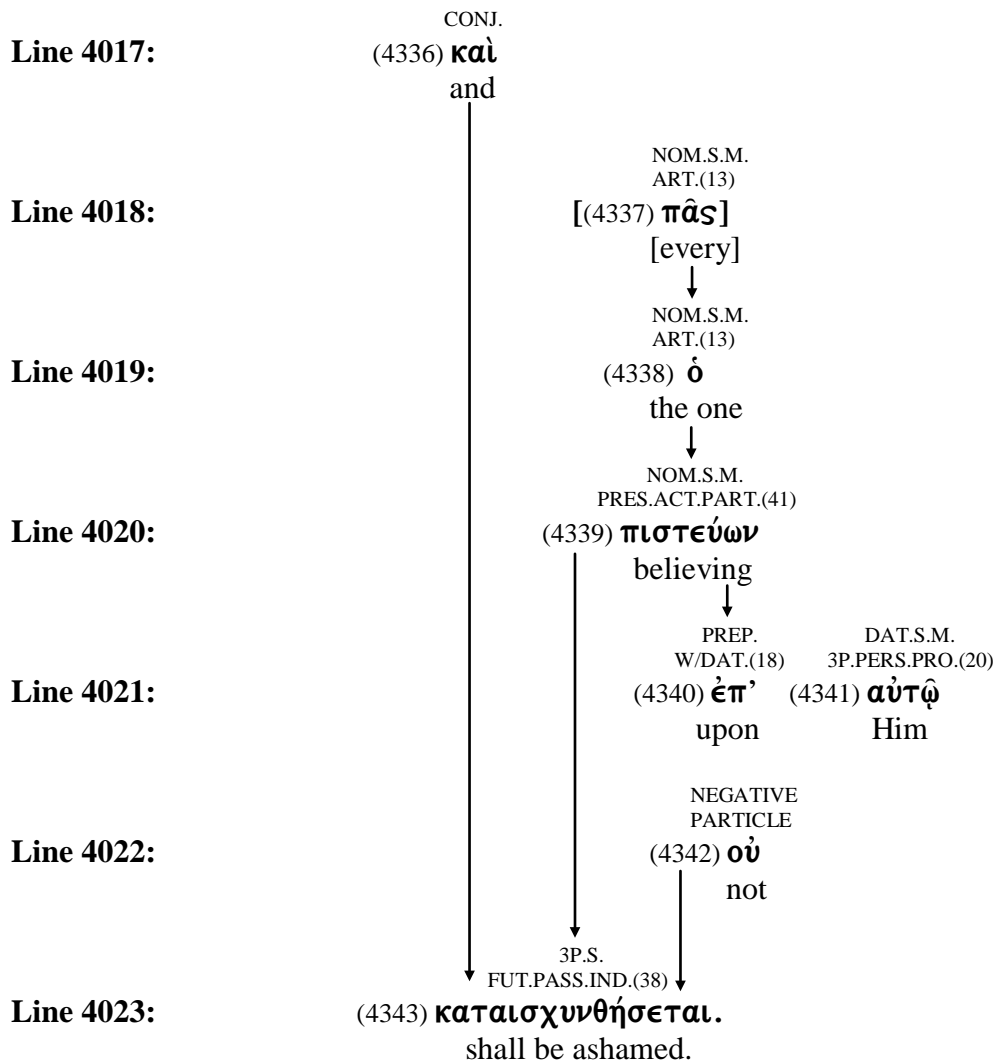 CONJ.
Line 4017: (4336) καὶ
and
NOM.S.M.
ART.(13)
Line 4018: [(4337) πᾶς]
[every]
NOM.S.M.
ART.(13)
Line 4019: (4338) ὁ
the one
NOM.S.M.
PRES.ACT.PART.(41)
Line 4020: (4339) πιστεύων
believing
PREP. DAT.S.M.
W/DAT.(18) 3P.PERS.PRO.(20)
Line 4021: (4340) ἐπ’ (4341) αὐτῷ
upon Him
NEGATIVE
PARTICLE
Line 4022: (4342) οὐ
not
3P.S.
FUT.PASS.IND.(38)
Line 4023: (4343) καταισχυνθήσεται.
shall be ashamed.